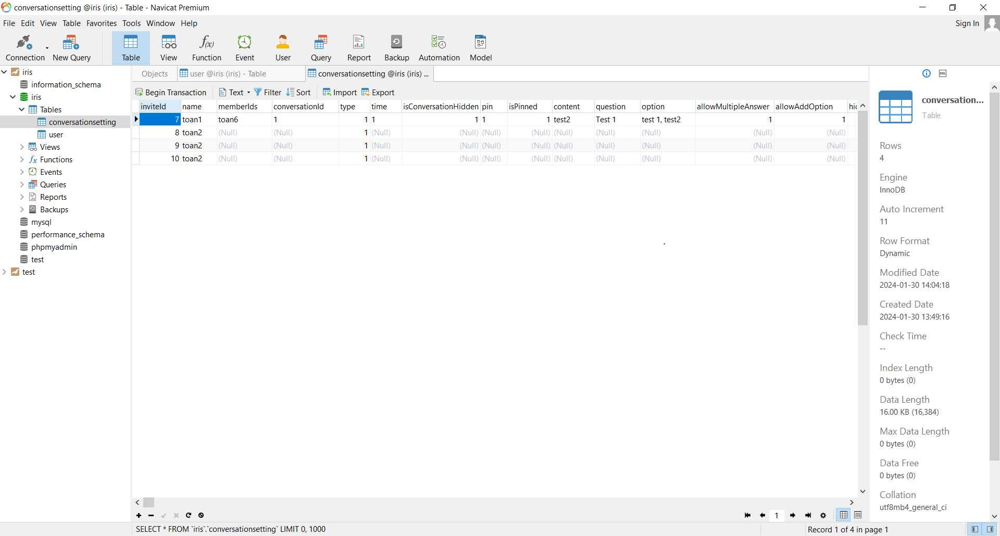 conversationsetting @iris (iris) - Table - Navicat Premium
File Edit View Table Favorites Tools Window Help
Sign In
Connection New Query Table View Function Event User Query Report Backup Automation Model
iris
information_schema
iris
Tables
conversationsetting
user
Views
Functions
Events
Queries
Reports
Backups
mysql
performance_schema
phpmyadmin
test
test
Objects user @iris (iris) - Table conversationsetting @iris (iris) ...
Begin Transaction Text Filter Sort Import Export
inviteId name memberIds conversationId type time isConversationHidden pin isPinned content question option allowMultipleAnswer allowAddOption hic
7 toan1 toan6 1 1 1 1 1 1 test2 Test 1 test 1, test2 1 1
8 toan2 (Null) (Null) 1 (Null) (Null) (Null) (Null) (Null) (Null) (Null) (Null) (Null)
9 toan2 (Null) (Null) 1 (Null) (Null) (Null) (Null) (Null) (Null) (Null) (Null) (Null)
10 toan2 (Null) (Null) 1 (Null) (Null) (Null) (Null) (Null) (Null) (Null) (Null) (Null)
1
SELECT * FROM `iris`.`conversationsetting` LIMIT 0, 1000
Record 1 of 4 in page 1
DDL
conversation...
Table
Rows
4
Engine
InnoDB
Auto Increment
11
Row Format
Dynamic
Modified Date
2024-01-30 14:04:18
Created Date
2024-01-30 13:49:16
Check Time
--
Index Length
0 bytes (0)
Data Length
16.00 KB (16,384)
Max Data Length
0 bytes (0)
Data Free
0 bytes (0)
Collation
utf8mb4_general_ci